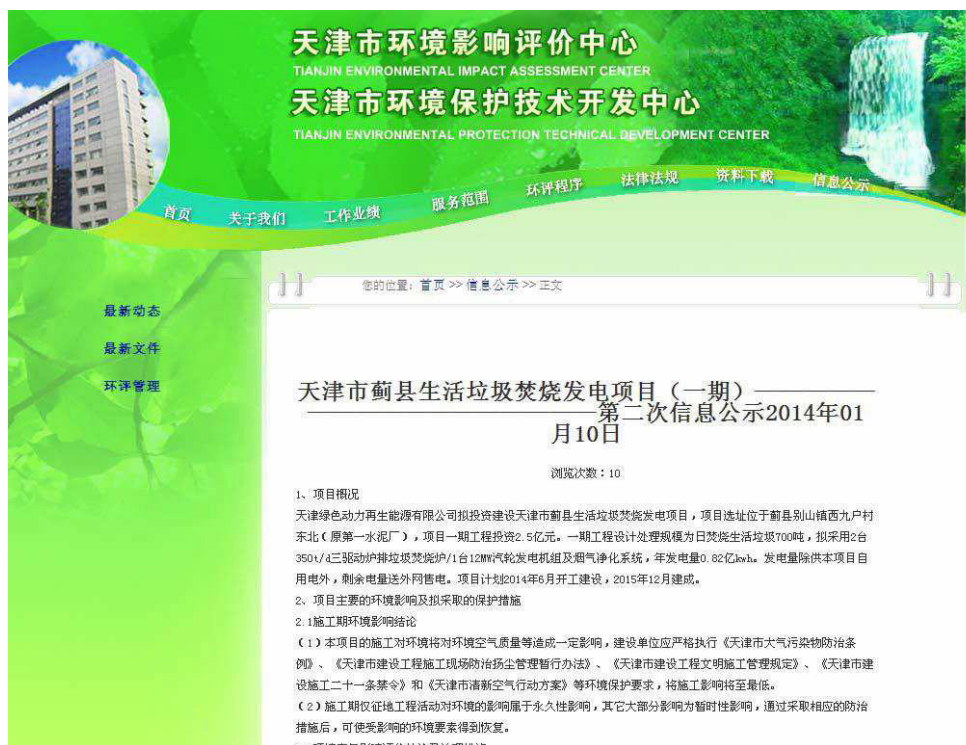 天津市环境影响评价中心
TIANJIN ENVIRONMENTAL IMPACT ASSESSMENT CENTER
天津市环境保护技术开发中心
TIANJIN ENVIRONMENTAL PROTECTION TECHNICAL DEVELOPMENT CENTER
首页 关于我们 工作业绩 服务范围 环评程序 法律法规 资料下载 信息公示
您的位置：首页 >> 信息公示 >> 正文
最新动态
最新文件
环评管理
天津市蓟县生活垃圾焚烧发电项目（一期）——————
——————————————第二次信息公示2014年01
月10日
浏览次数：10
1、项目概况
天津绿色动力再生能源有限公司拟投资建设天津市蓟县生活垃圾焚烧发电项目，项目选址位于蓟县别山镇西九户村
东北（原第一水泥厂），项目一期工程投资2.5亿元。一期工程设计处理规模为日焚烧生活垃圾700吨，拟采用2台
350t/d三驱动炉排垃圾焚烧炉/1台12MW汽轮发电机组及烟气净化系统，年发电量0.82亿kwh。发电量除供本项目自
用电外，剩余电量送外网售电。项目计划2014年6月开工建设，2015年12月建成。
2、项目主要的环境影响及拟采取的保护措施
2.1施工期环境影响结论
（1）本项目的施工对环境将对环境空气质量等造成一定影响，建设单位应严格执行《天津市大气污染物防治条
例》、《天津市建设工程施工现场防治扬尘管理暂行办法》、《天津市建设工程文明施工管理规定》、《天津市建
设施工二十一条禁令》和《天津市清新空气行动方案》等环境保护要求，将施工影响将至最低。
（2）施工期仅征地工程活动对环境的影响属于永久性影响，其它大部分影响为暂时性影响，通过采取相应的防治
措施后，可使受影响的环境要素得到恢复。